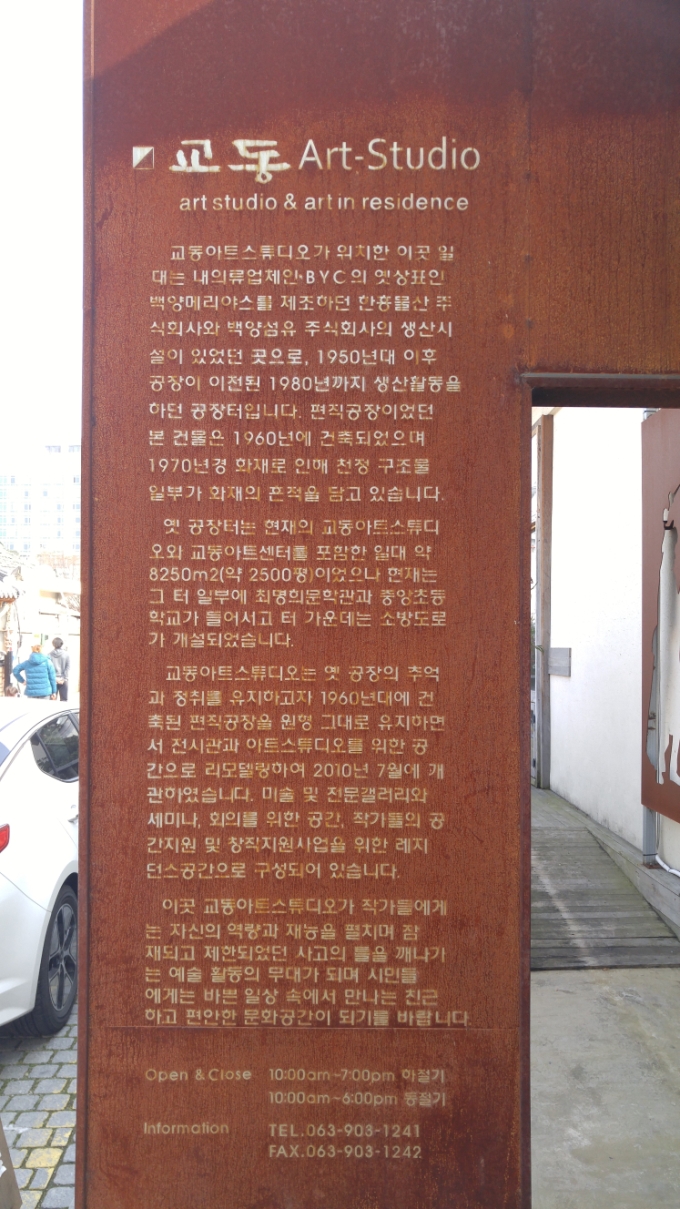 교동 Art-Studio
art studio & art in residence
교동아트스튜디오가 위치한 이곳 일
대는 내의류업체인 BYC의 옛상표인
백양메리야스를 제조하던 한흥물산 주
식회사와 백양섬유 주식회사의 생산시
설이 있었던 곳으로, 1950년대 이후
공장이 이전된 1980년까지 생산활동을
하던 공장터입니다. 편직공장이었던
본 건물은 1960년에 건축되었으며
1970년경 화재로 인해 천정 구조물
일부가 화재의 흔적을 담고 있습니다.
옛 공장터는 현재의 교동아트스튜디
오와 교동아트센터를 포함한 일대 약
8250m2(약 2500평)이었으나 현재는
그 터 일부에 최명희문학관과 중앙초등
학교가 들어서고 터 가운데는 소방도로
가 개설되었습니다.
교동아트스튜디오는 옛 공장의 추억
과 정취를 유지하고자 1960년대에 건
축된 편직공장을 원형 그대로 유지하면
서 전시관과 아트스튜디오를 위한 공
간으로 리모델링하여 2010년 7월에 개
관하였습니다. 미술 및 전문갤러리와
세미나, 회의를 위한 공간, 작가들의 공
간지원 및 창작지원사업을 위한 레지
던스공간으로 구성되어 있습니다.
이곳 교동아트스튜디오가 작가들에게
는 자신의 역량과 재능을 펼치며 잠
재되고 제한되었던 사고의 틀을 깨나가
는 예술 활동의 무대가 되며 시민들
에게는 바쁜 일상 속에서 만나는 친근
하고 편안한 문화공간이 되기를 바랍니다.
Open & Close 10:00am~7:00pm 하절기
10:00am~6:00pm 동절기
Information TEL.063-903-1241
FAX.063-903-1242